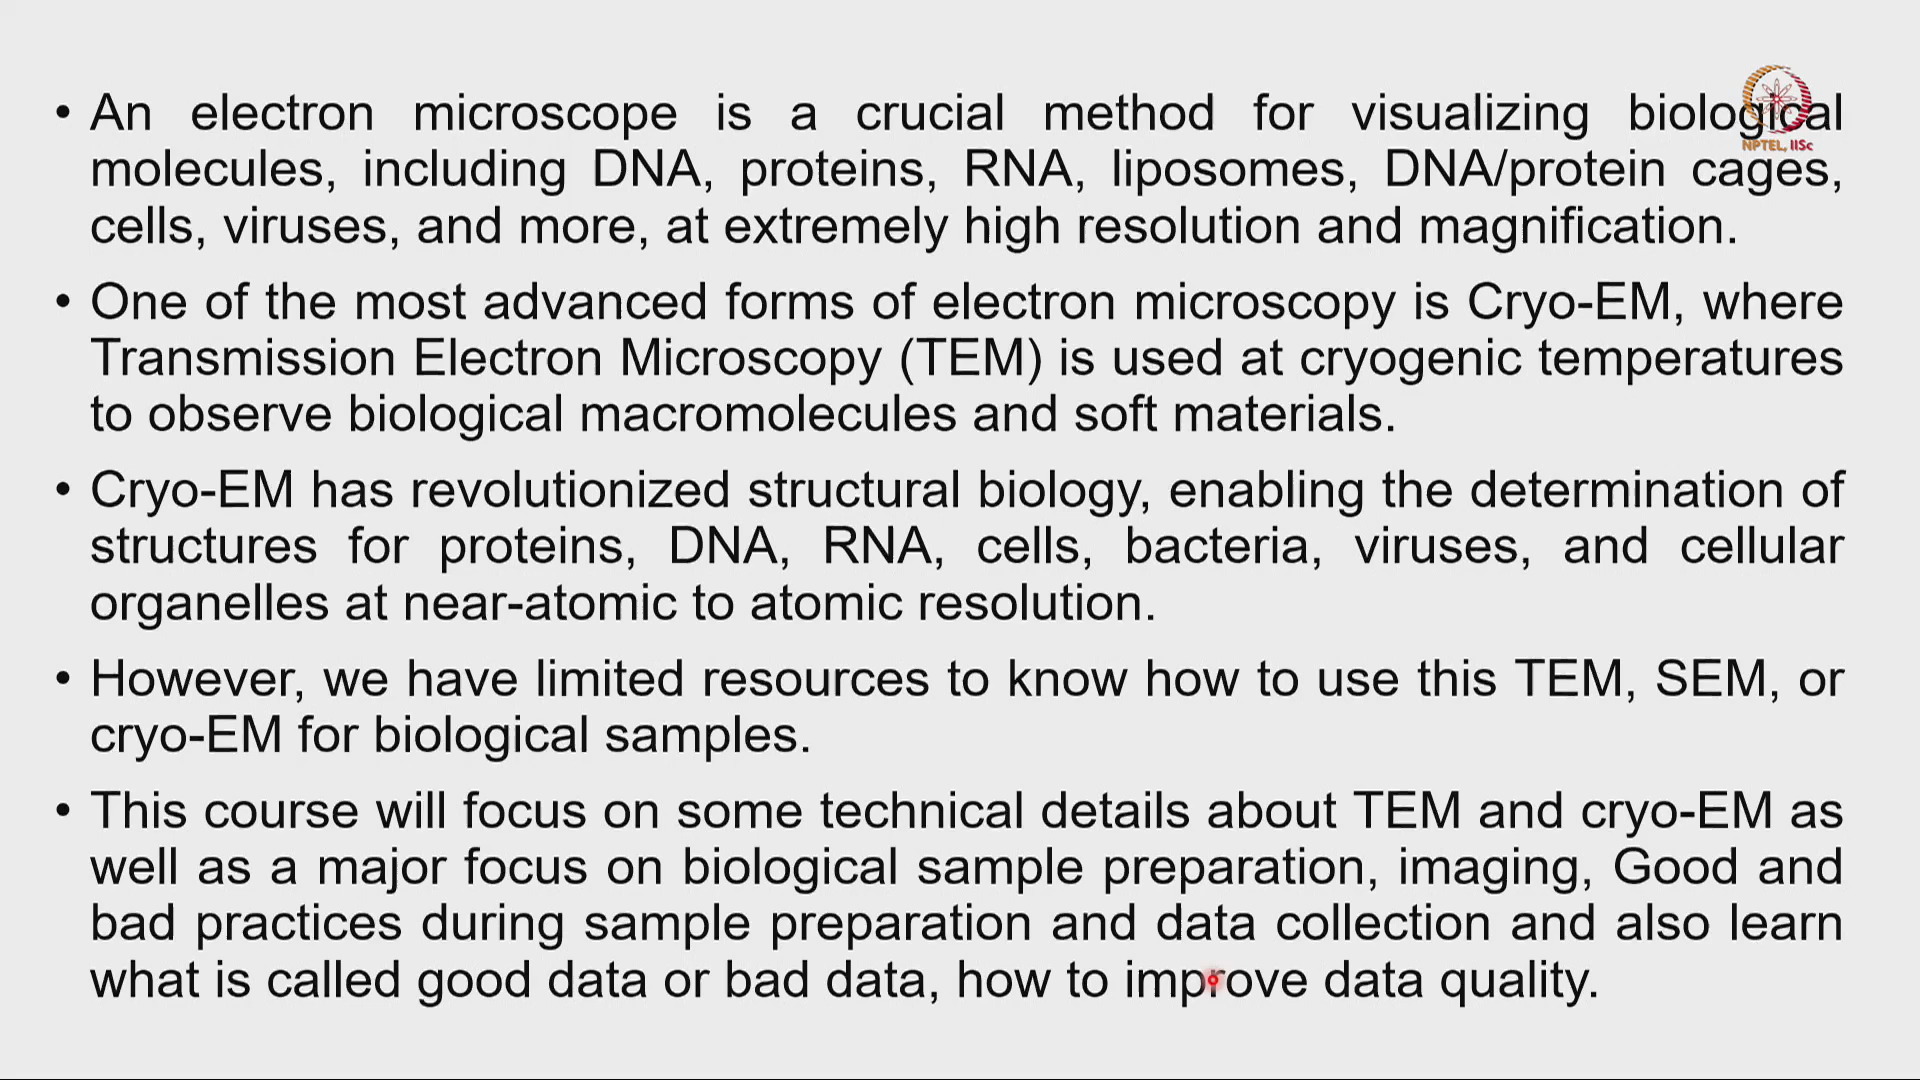 • An electron microscope is a crucial method for visualizing biological
molecules, including DNA, proteins, RNA, liposomes, DNA/protein cages,
cells, viruses, and more, at extremely high resolution and magnification.
• One of the most advanced forms of electron microscopy is Cryo-EM, where
Transmission Electron Microscopy (TEM) is used at cryogenic temperatures
to observe biological macromolecules and soft materials.
• Cryo-EM has revolutionized structural biology, enabling the determination of
structures for proteins, DNA, RNA, cells, bacteria, viruses, and cellular
organelles at near-atomic to atomic resolution.
• However, we have limited resources to know how to use this TEM, SEM, or
cryo-EM for biological samples.
• This course will focus on some technical details about TEM and cryo-EM as
well as a major focus on biological sample preparation, imaging, Good and
bad practices during sample preparation and data collection and also learn
what is called good data or bad data, how to improve data quality.
NPTEL, IISc